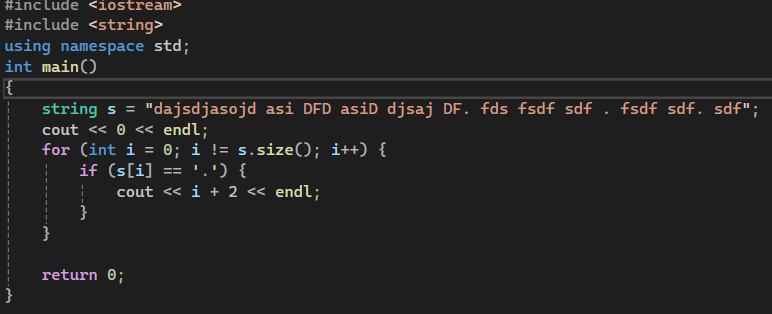 #include <iostream>
#include <string>
using namespace std;
int main()
{
string s = "dajsdjasojd asi DFD asiD djsaj DF. fds fsdf sdf . fsdf sdf. sdf";
cout << 0 << endl;
for (int i = 0; i != s.size(); i++) {
if (s[i] == '.') {
cout << i + 2 << endl;
}
}
return 0;
}